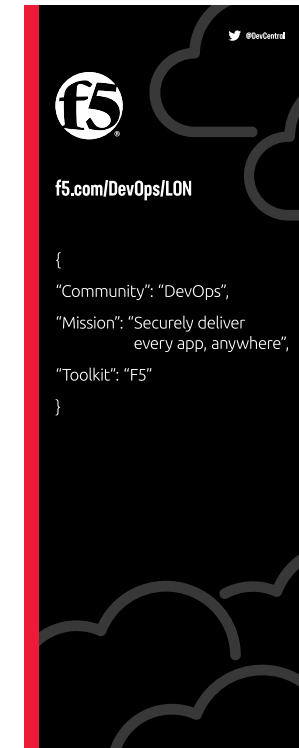 @DevCentral
f5
®
f5.com/DevOps/LON
{
“Community”: “DevOps”,
“Mission”: “Securely deliver
every app, anywhere”,
“Toolkit”: “F5”
}